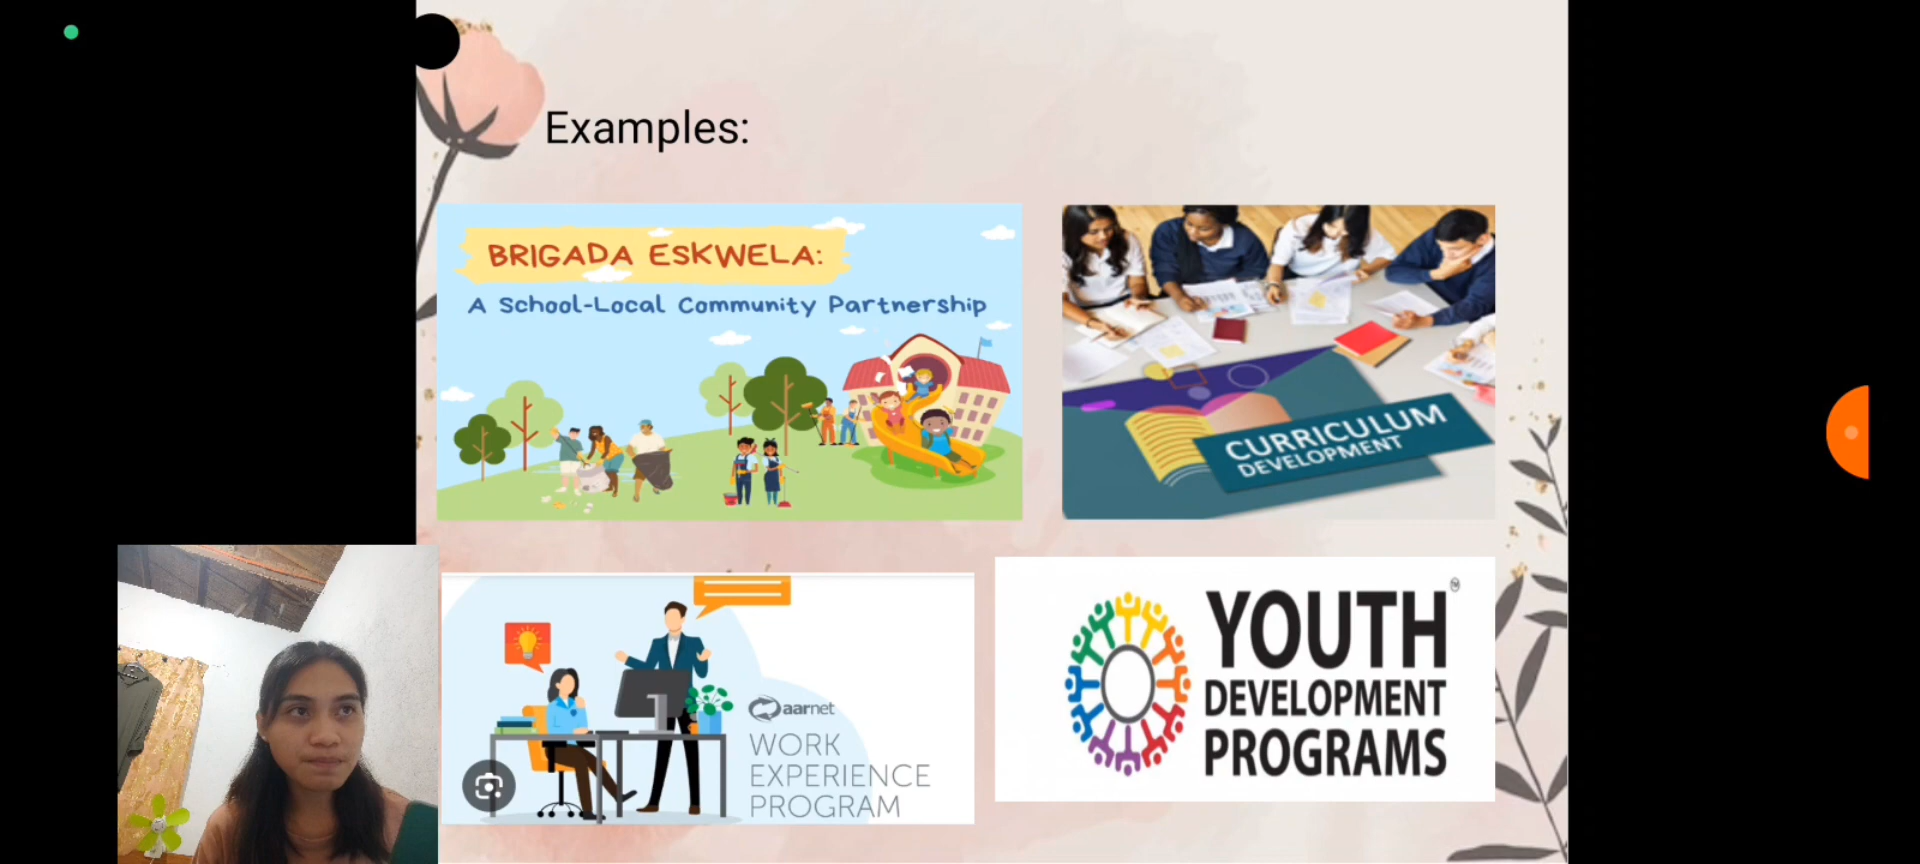 Examples:
BRIGADA ESKWELA:
A School-Local Community Partnership
CURRICULUM
DEVELOPMENT
aarnet
WORK
EXPERIENCE
PROGRAM
YOUTH
DEVELOPMENT
PROGRAMS